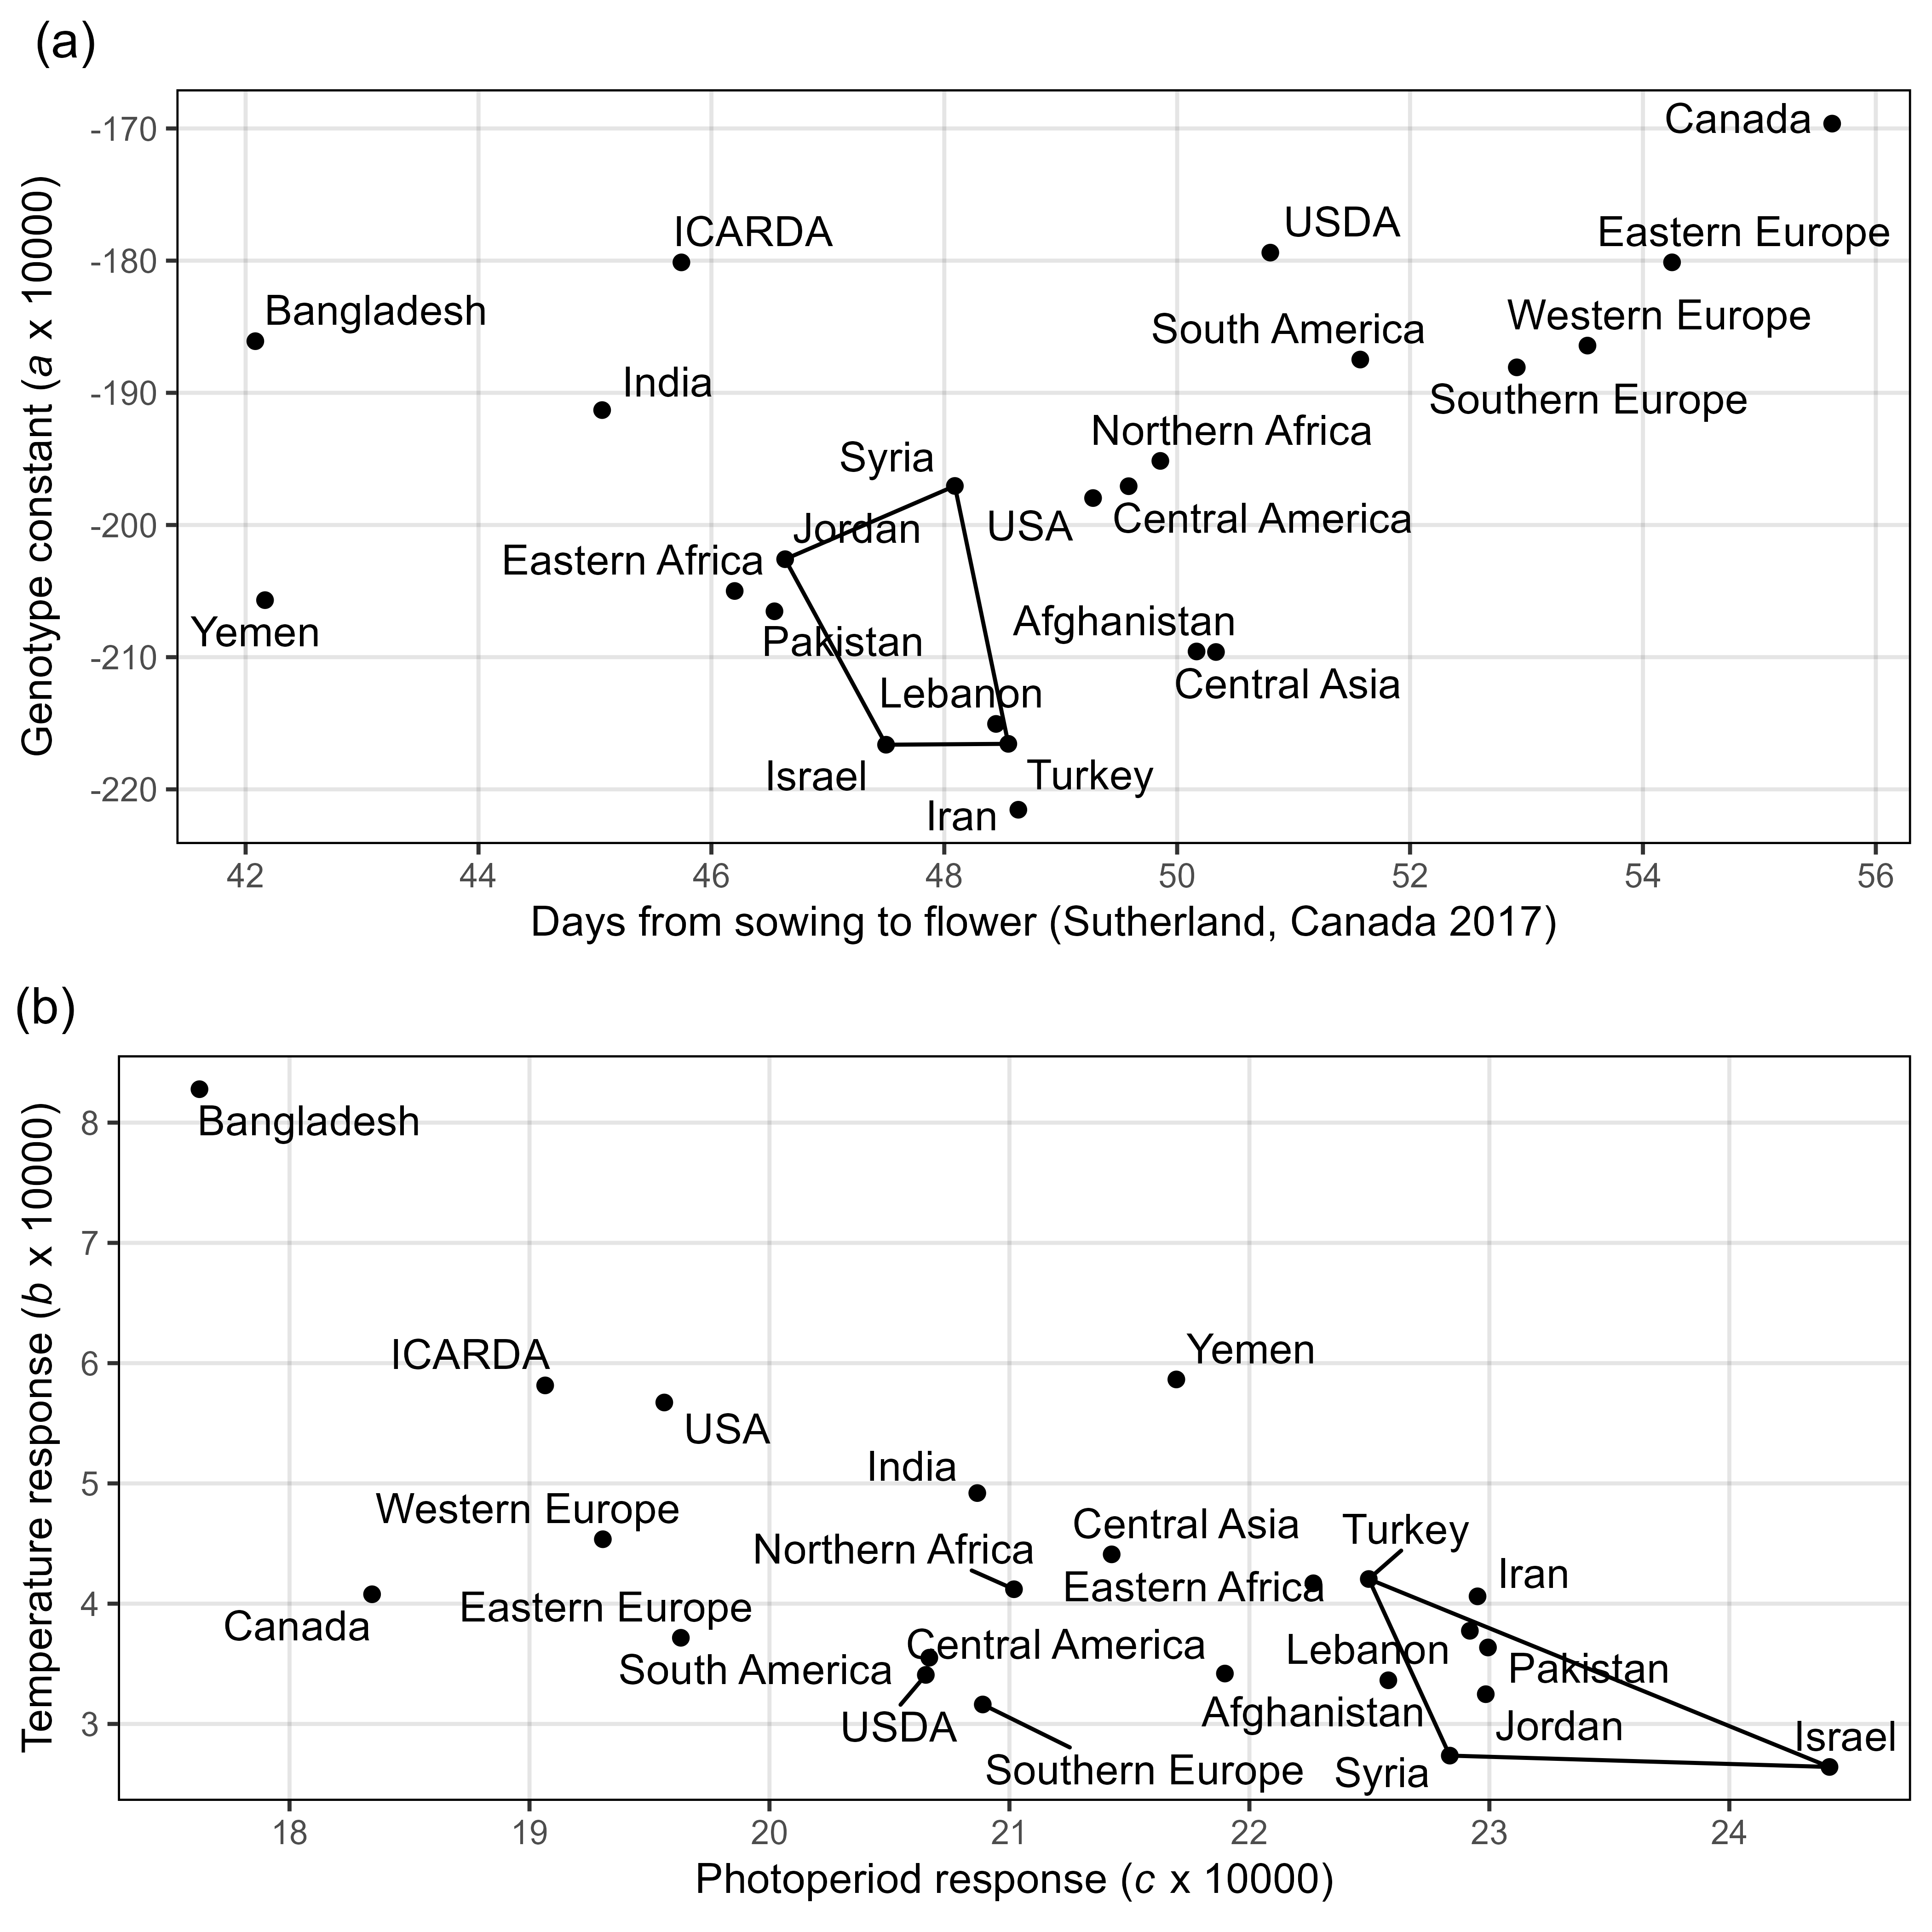 (a)
Genotype constant (a x 10000)
-170
-180
-190
-200
-210
-220
Canada
USDA
ICARDA
Eastern Europe
Bangladesh
Western Europe
South America
India
Southern Europe
Northern Africa
Syria
USA
Central America
Jordan
Eastern Africa
Yemen
Pakistan
Afghanistan
Central Asia
Lebanon
Israel
Turkey
Iran
42 44 46 48 50 52 54 56
Days from sowing to flower (Sutherland, Canada 2017)
(b)
Temperature response (b x 10000)
8
7
6
5
4
3
Bangladesh
ICARDA
Yemen
USA
India
Western Europe
Central Asia
Turkey
Northern Africa
Iran
Eastern Africa
Eastern Europe
Canada
Central America
Lebanon
South America
Pakistan
Afghanistan
USDA
Jordan
Israel
Southern Europe
Syria
18 19 20 21 22 23 24
Photoperiod response (c x 10000)